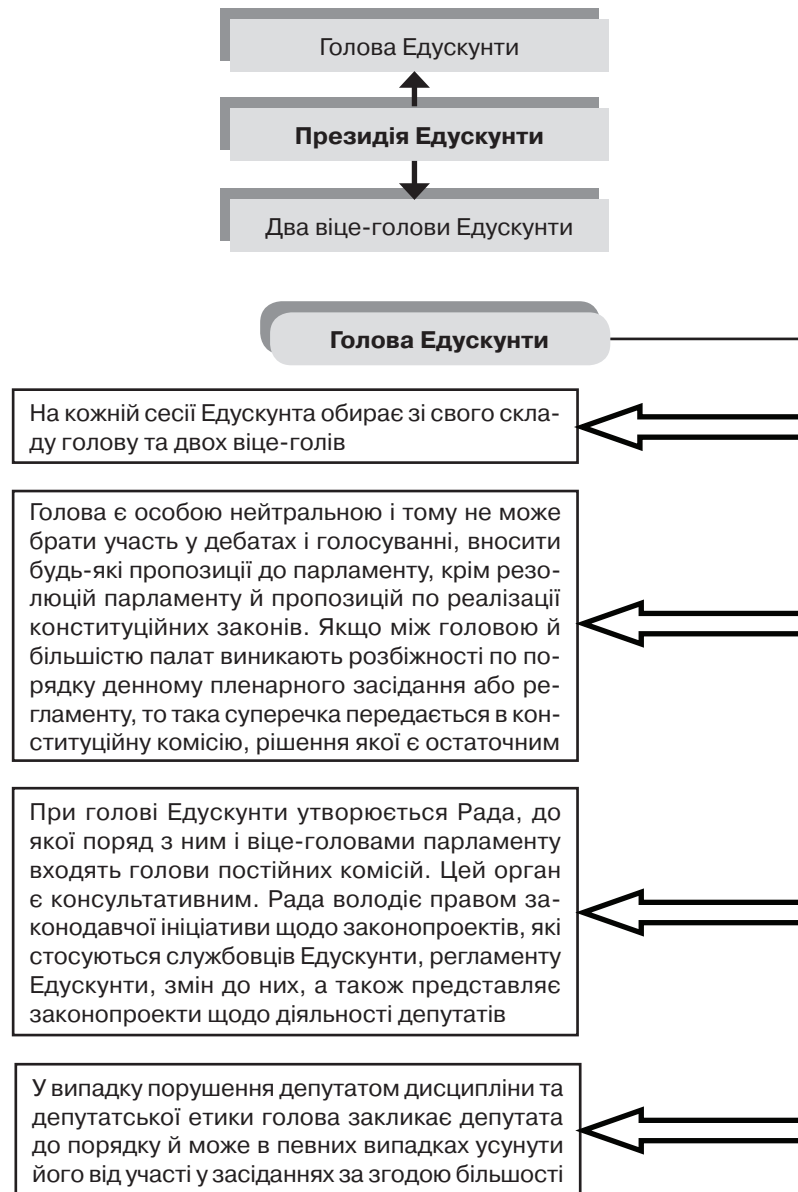 Голова Едускунти
Президія Едускунти
Два віце-голови Едускунти
Голова Едускунти
На кожній сесії Едускунта обирає зі свого скла-
ду голову та двох віце-голів
Голова є особою нейтральною і тому не може
брати участь у дебатах і голосуванні, вносити
будь-які пропозиції до парламенту, крім резо-
люцій парламенту й пропозицій по реалізації
конституційних законів. Якщо між головою й
більшістю палат виникають розбіжності по по-
рядку денному пленарного засідання або ре-
гламенту, то така суперечка передається в кон-
ституційну комісію, рішення якої є остаточним
При голові Едускунти утворюється Рада, до
якої поряд з ним і віце-головами парламенту
входять голови постійних комісій. Цей орган
є консультативним. Рада володіє правом за-
конодавчої ініціативи щодо законопроектів, які
стосуються службовців Едускунти, регламенту
Едускунти, змін до них, а також представляє
законопроекти щодо діяльності депутатів
У випадку порушення депутатом дисципліни та
депутатської етики голова закликає депутата
до порядку й може в певних випадках усунути
його від участі у засіданнях за згодою більшості